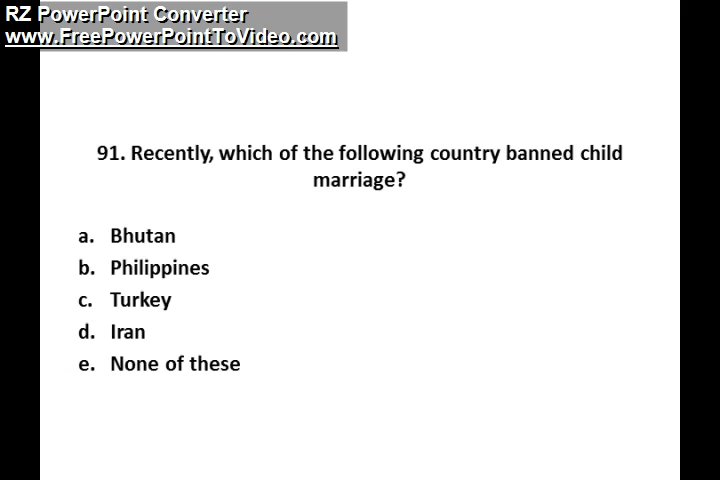 RZ PowerPoint Converter
www.FreePowerPointToVideo.com
91. Recently, which of the following country banned child
marriage?
a. Bhutan
b. Philippines
c. Turkey
d. Iran
e. None of these